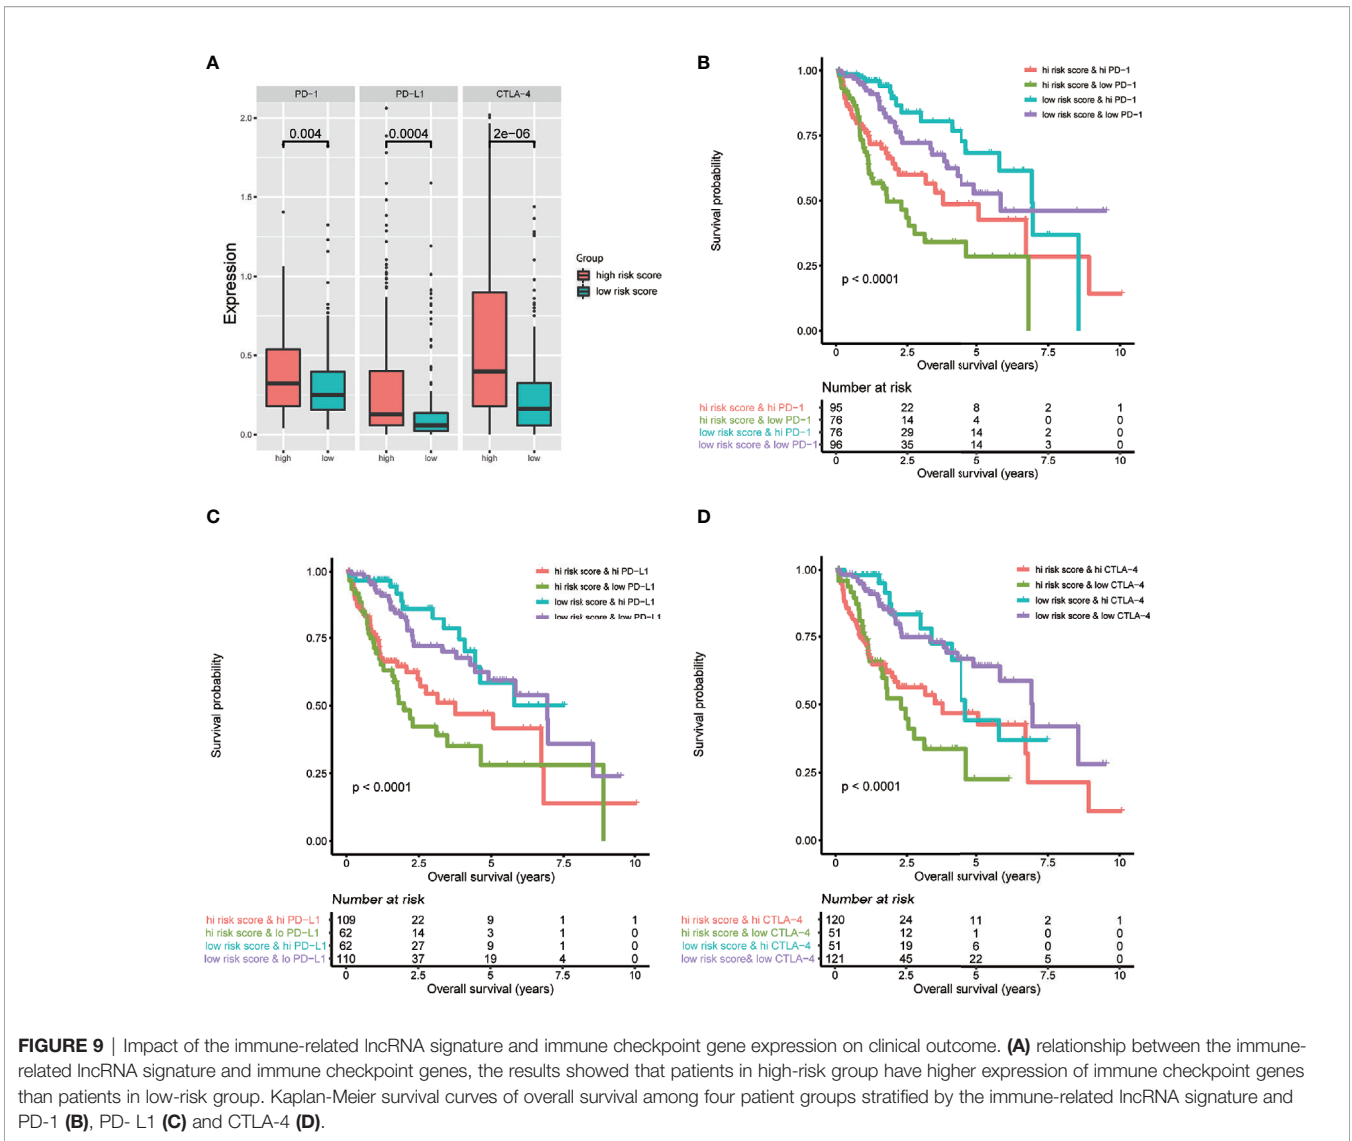 A
PD-1
PD-L1
CTLA-4
2.0
1.5
1.0
0.5
0.0
Expression
0.004
0.0004
2e-06
high
low
high
low
high
low
Group
high risk score
low risk score
B
1.00
0.75
0.50
0.25
0.00
Survival probability
hi risk score & hi PD-1
hi risk score & low PD-1
low risk score & hi PD-1
low risk score & low PD-1
p < 0.0001
0 2.5 5 7.5 10
Overall survival (years)
Number at risk
hi risk score & hi PD-1 95 22 8 2 1
hi risk score & low PD-1 76 14 4 0 0
low risk score & hi PD-1 76 29 14 2 0
low risk score & low PD-1 96 35 14 3 0
0 2.5 5 7.5 10
Overall survival (years)
C
1.00
0.75
0.50
0.25
0.00
Survival probability
hi risk score & hi PD-L1
hi risk score & low PD-L1
low risk score & hi PD-L1
low risk score & low PD-L1
p < 0.0001
0 2.5 5 7.5 10
Overall survival (years)
Number at risk
hi risk score & hi PD-L1 109 22 9 1 1
hi risk score & lo PD-L1 62 14 3 1 0
low risk score & hi PD-L1 62 27 9 1 0
low risk score & lo PD-L1 110 37 19 4 0
0 2.5 5 7.5 10
Overall survival (years)
D
1.00
0.75
0.50
0.25
0.00
Survival probability
hi risk score & hi CTLA-4
hi risk score & low CTLA-4
low risk score & hi CTLA-4
low risk score & low CTLA-4
p < 0.0001
0 2.5 5 7.5 10
Overall survival (years)
Number at risk
hi risk score & hi CTLA-4 120 24 11 2 1
hi risk score & low CTLA-4 51 12 1 0 0
low risk score & hi CTLA-4 51 19 6 0 0
low risk score& low CTLA-4 121 45 22 5 0
0 2.5 5 7.5 10
Overall survival (years)
FIGURE 9 | Impact of the immune-related lncRNA signature and immune checkpoint gene expression on clinical outcome. (A) relationship between the immune-
related lncRNA signature and immune checkpoint genes, the results showed that patients in high-risk group have higher expression of immune checkpoint genes
than patients in low-risk group. Kaplan-Meier survival curves of overall survival among four patient groups stratified by the immune-related lncRNA signature and
PD-1 (B), PD- L1 (C) and CTLA-4 (D).